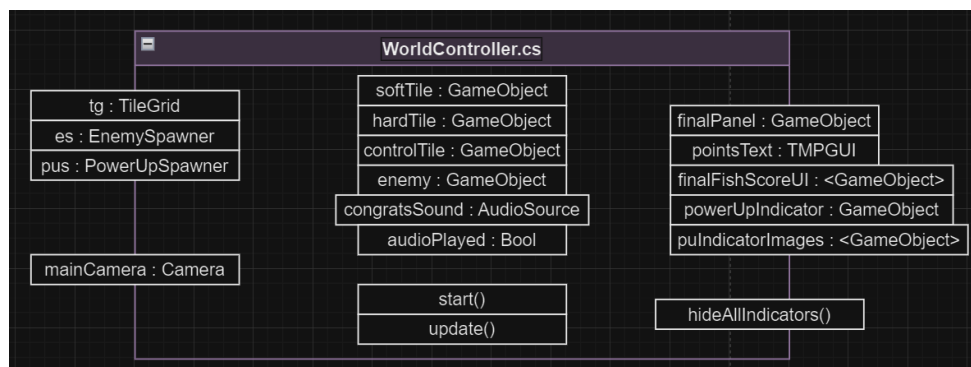 WorldController.cs
tg : TileGrid
es : EnemySpawner
pus : PowerUpSpawner
mainCamera : Camera
softTile : GameObject
hardTile : GameObject
controlTile : GameObject
enemy : GameObject
congratsSound : AudioSource
audioPlayed : Bool
start()
update()
finalPanel : GameObject
pointsText : TMPGUI
finalFishScoreUI : <GameObject>
powerUpIndicator : GameObject
puIndicatorImages : <GameObject>
hideAllIndicators()